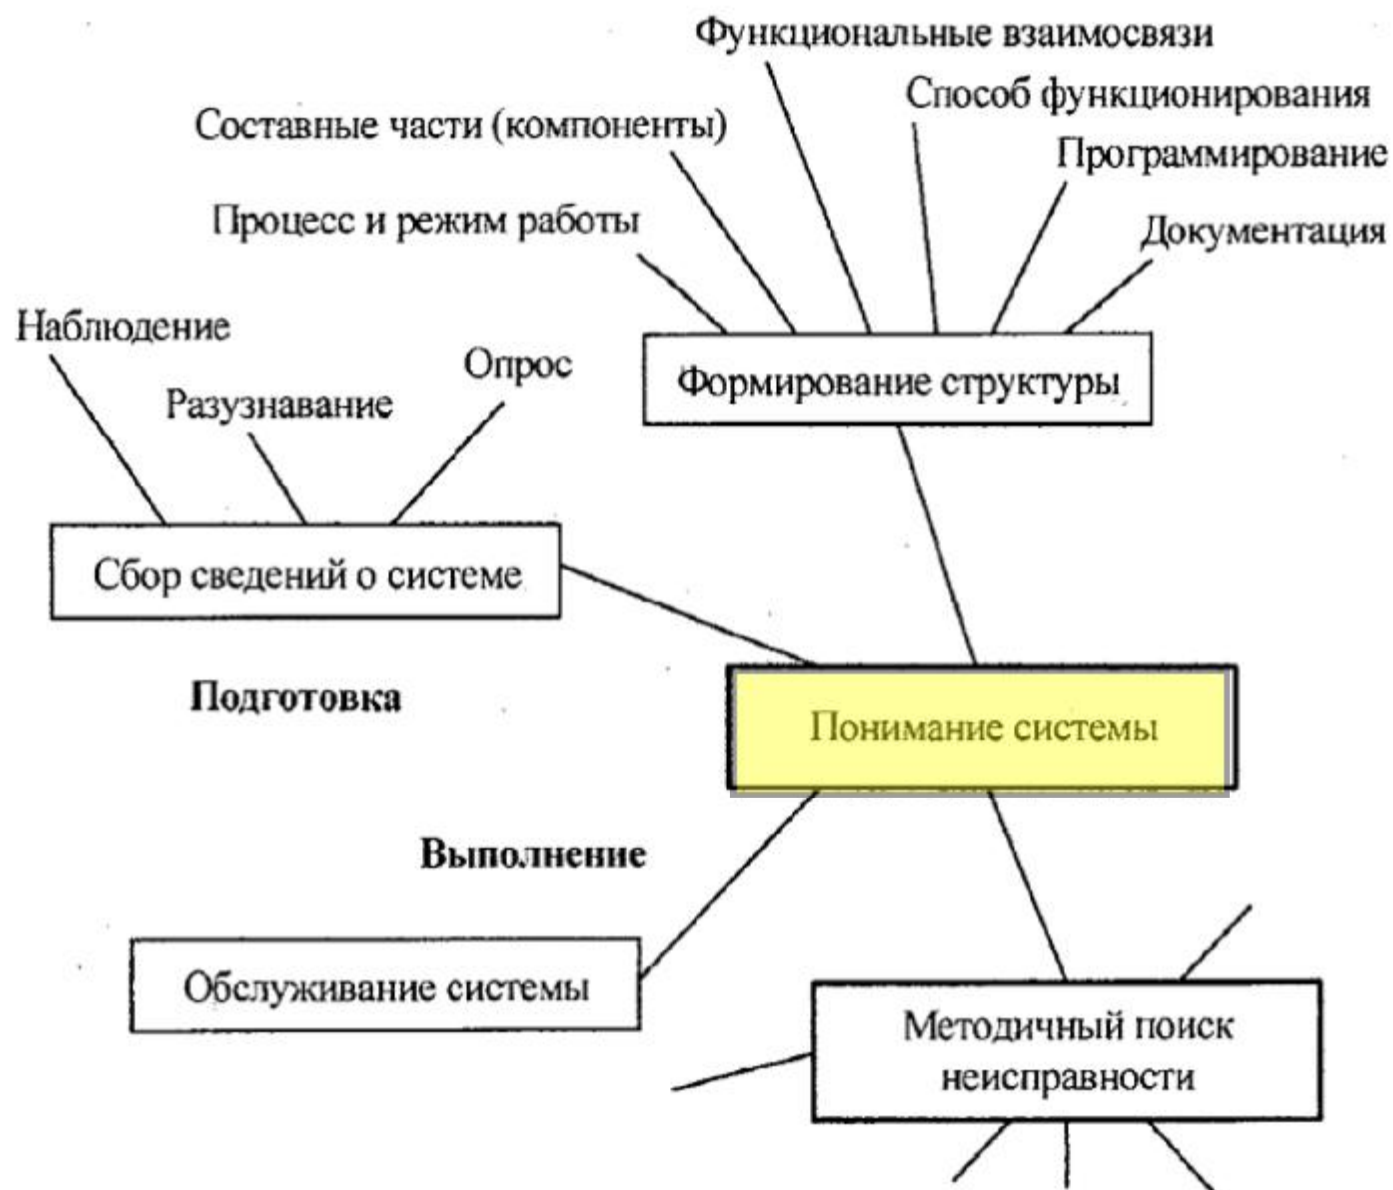 Функциональные взаимосвязи
Способ функционирования
Составные части (компоненты)
Программирование
Процесс и режим работы
Документация
Наблюдение
Опрос
Разузнавание
Формирование структуры
Сбор сведений о системе
Подготовка
Понимание системы
Выполнение
Обслуживание системы
Методичный поиск
неисправности